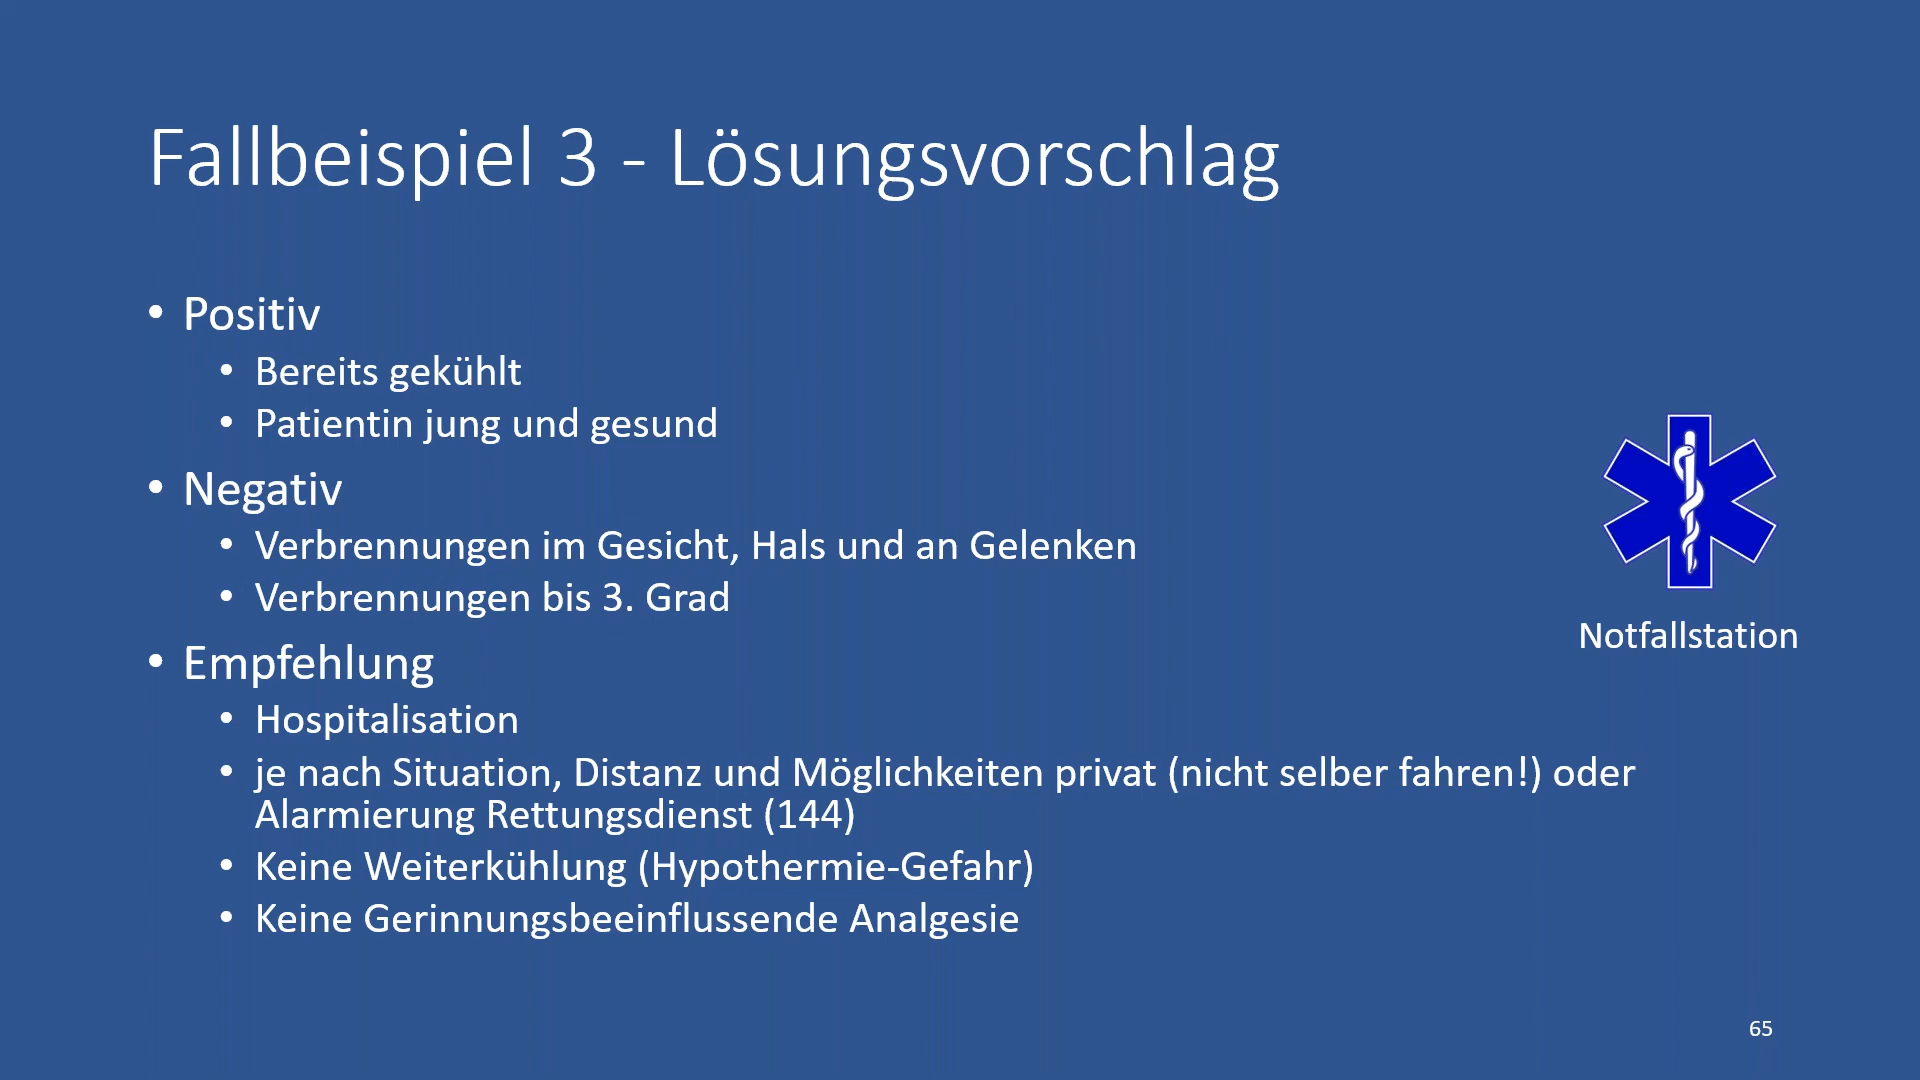 Fallbeispiel 3 - Lösungsvorschlag
• Positiv
• Bereits gekühlt
• Patientin jung und gesund
• Negativ
• Verbrennungen im Gesicht, Hals und an Gelenken
• Verbrennungen bis 3. Grad
• Empfehlung
• Hospitalisation
• je nach Situation, Distanz und Möglichkeiten privat (nicht selber fahren!) oder
Alarmierung Rettungsdienst (144)
• Keine Weiterkühlung (Hypothermie-Gefahr)
• Keine Gerinnungsbeeinflussende Analgesie
Notfallstation
65